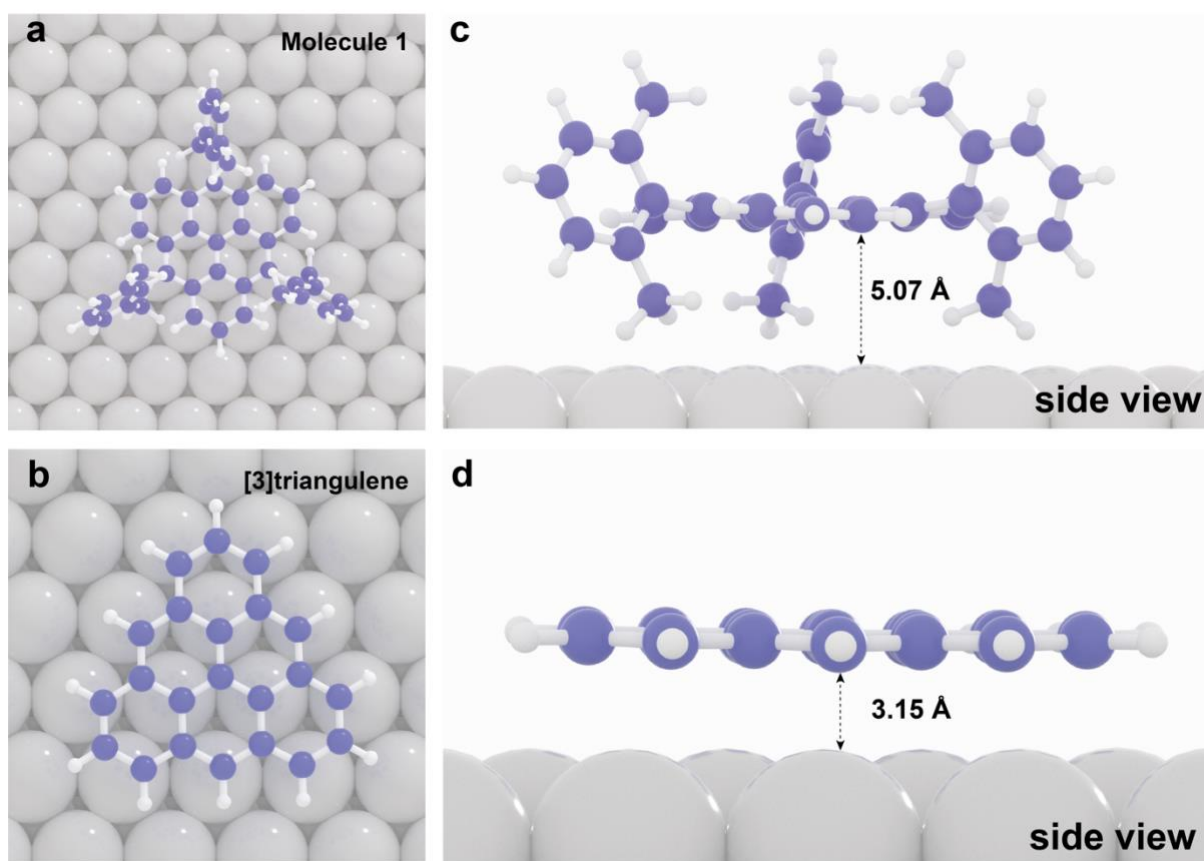 a
Molecule 1
c
5.07 Å
side view
b
[3]triangulene
d
3.15 Å
side view